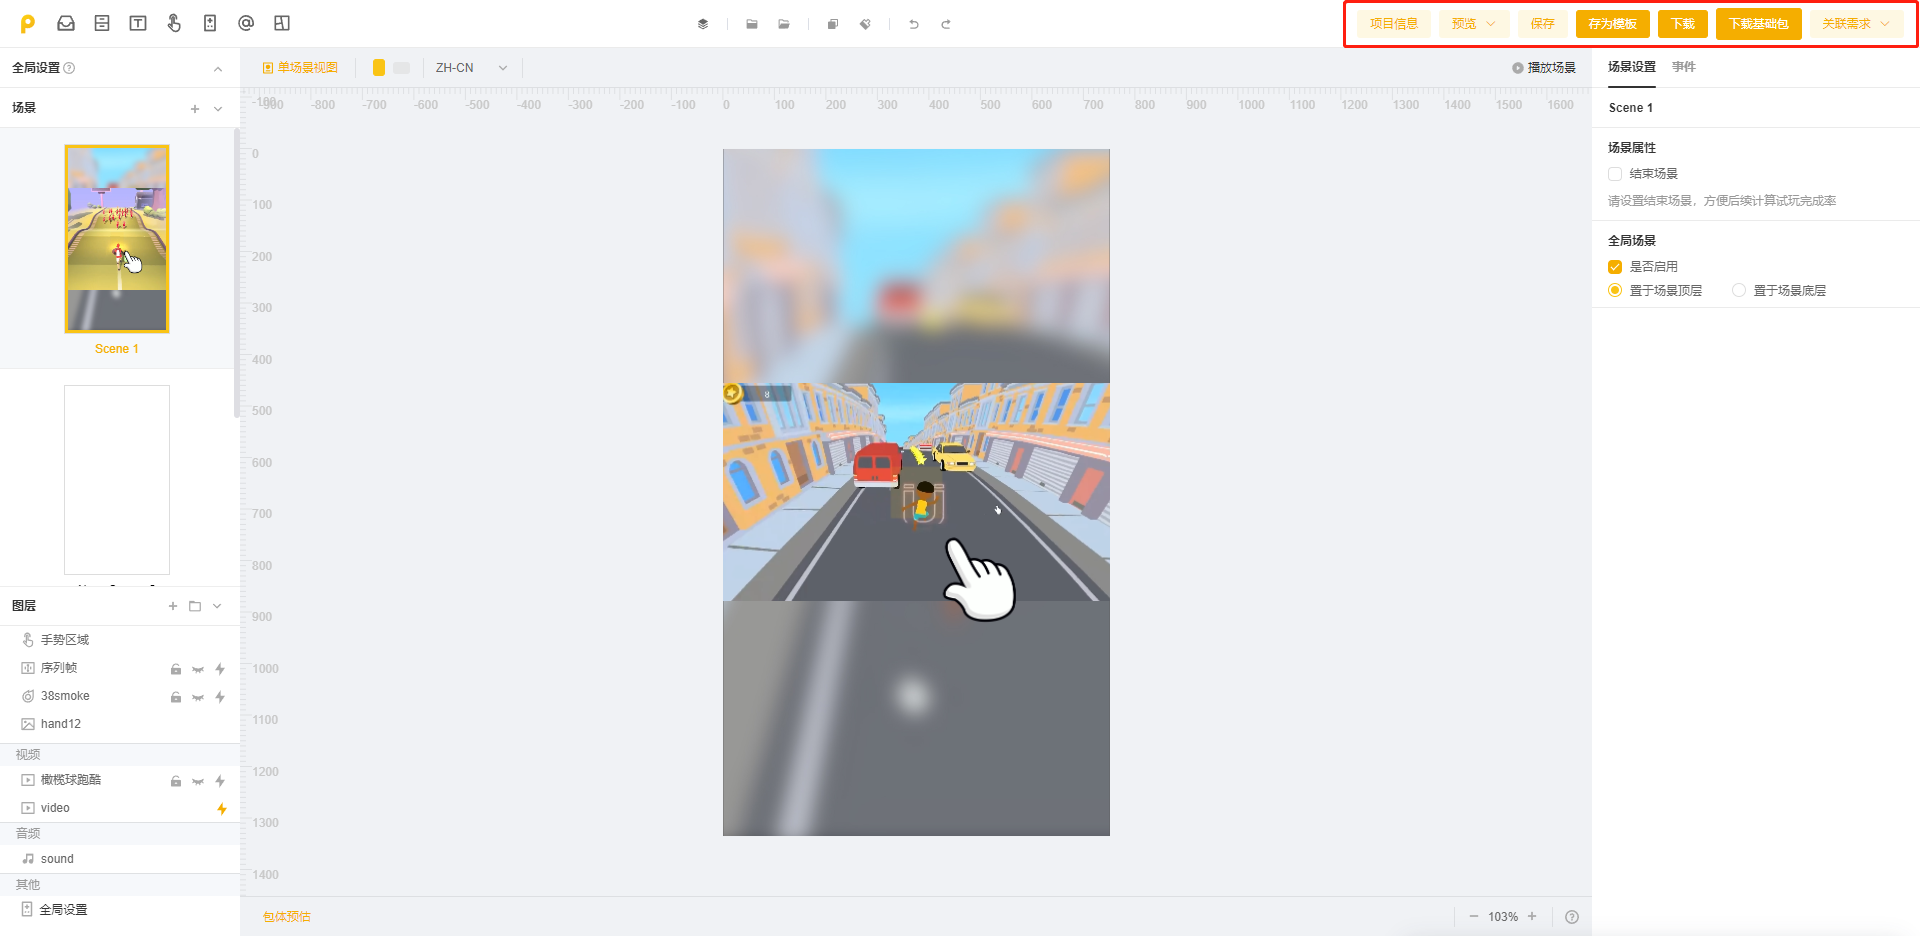 项目信息
预览
保存
存为模板
下载
下载基础包
关联需求
全局设置
单场景视图
ZH-CN
播放场景
场景设置
事件
场景
-900 -800 -700 -600 -500 -400 -300 -200 -100 0 100 200 300 400 500 600 700 800 900 1000 1100 1200 1300 1400 1500 1600
-100
0
100
200
300
400
500
600
700
800
900
1000
1100
1200
1300
1400
Scene 1
8
Scene 1
场景属性
结束场景
请设置结束场景，方便后续计算试玩完成率
全局场景
是否启用
置于场景顶层
置于场景底层
图层
手势区域
序列帧
38smoke
hand12
视频
橄榄球跑酷
video
音频
sound
其他
全局设置
包体预估
103%